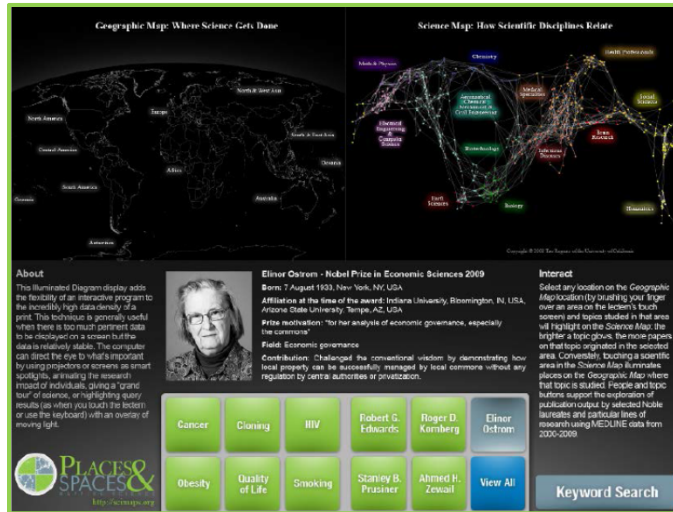 Geographic Map: Where Science Gets Done
North & West Asia
Europe
North America
South & East Asia
Central America
Oceania
Africa
South America
Oceania
Australia
Antarctica
Science Map: How Scientific Disciplines Relate
Health Professionals
Chemistry
Math & Physics
Medical
Specialties
Social
Sciences
Electrical
Engineering &
Computer
Science
Brain
Research
Biotechnology
Infectious
Diseases
Earth
Sciences
Biology
Humanities
About
This Illuminated Diagram display adds
the flexibility of an interactive program to
the incredibly high data density of a
print. This technique is generally useful
when there is too much pertinent data
to be displayed on a screen but the
data is relatively stable. The computer
can direct the eye to what's important
by using projectors or screens as smart
spotlights, animating the research
impact of individuals, giving a "grand
tour" of science, or highlighting query
results (as when you touch the lectern
or use the keyboard) with an overlay of
moving light.
PLACES &
SPACES
http://scimaps.org
Elinor Ostrom - Nobel Prize in Economic Sciences 2009
Born: 7 August 1933, New York, NY, USA
Affiliation at the time of the award: Indiana University, Bloomington, IN, USA,
Arizona State University, Tempe, AZ, USA
Prize motivation: "for her analysis of economic governance, especially
the commons"
Field: Economic governance
Contribution: Challenged the conventional wisdom by demonstrating how
local property can be successfully managed by local commons without any
regulation by central authorities or privatization.
Cancer
Cloning
HIV
Robert G.
Edwards
Roger D.
Kornberg
Elinor
Ostrom
Obesity
Quality
of Life
Smoking
Stanley B.
Prusiner
Ahmed H.
Zewail
View All
Interact
Select any location on the Geographic
Map location (by brushing your finger
over an area on the lectern's touch
screen) and topics studied in that area
will highlight on the Science Map: the
brighter a topic glows, the more papers
on that topic originated in the selected
area. Conversely, touching a scientific
area in the Science Map illuminates
places on the Geographic Map where
that topic is studied. People and topic
buttons support the exploration of
publication output by selected Noble
laureates and particular lines of
research using MEDLINE data from
2000-2009.
Keyword Search